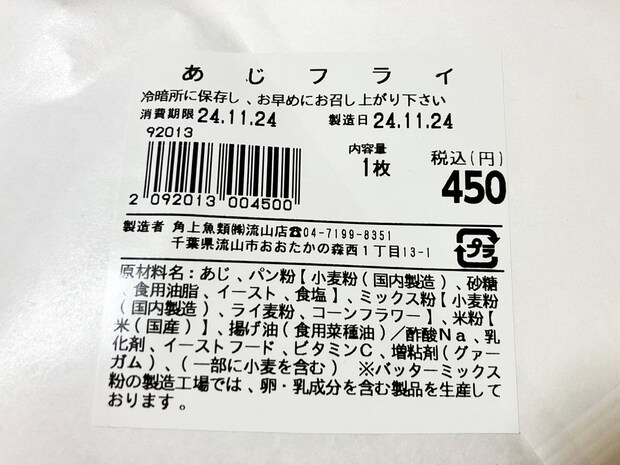 あじフライ
冷暗所に保存し、お早めにお召し上がり下さい
消費期限 24.11.24 製造日 24.11.24
92013
内容量 税込(円)
1枚 450
2 092013 004500
製造者 角上魚類㈱流山店☎04-7199-8351
千葉県流山市おおたかの森西1丁目13-1
プラ
原材料名：あじ、パン粉【小麦粉(国内製造)、砂糖
、食用油脂、イースト、食塩】、ミックス粉【小麦粉
(国内製造)、ライ麦粉、コーンフラワー】、米粉【
米(国産)】、揚げ油(食用菜種油)／酢酸Na、乳
化剤、イーストフード、ビタミンC、増粘剤(グァー
ガム)、(一部に小麦を含む) ※バッターミックス
粉の製造工場では、卵・乳成分を含む製品を生産して
おります。